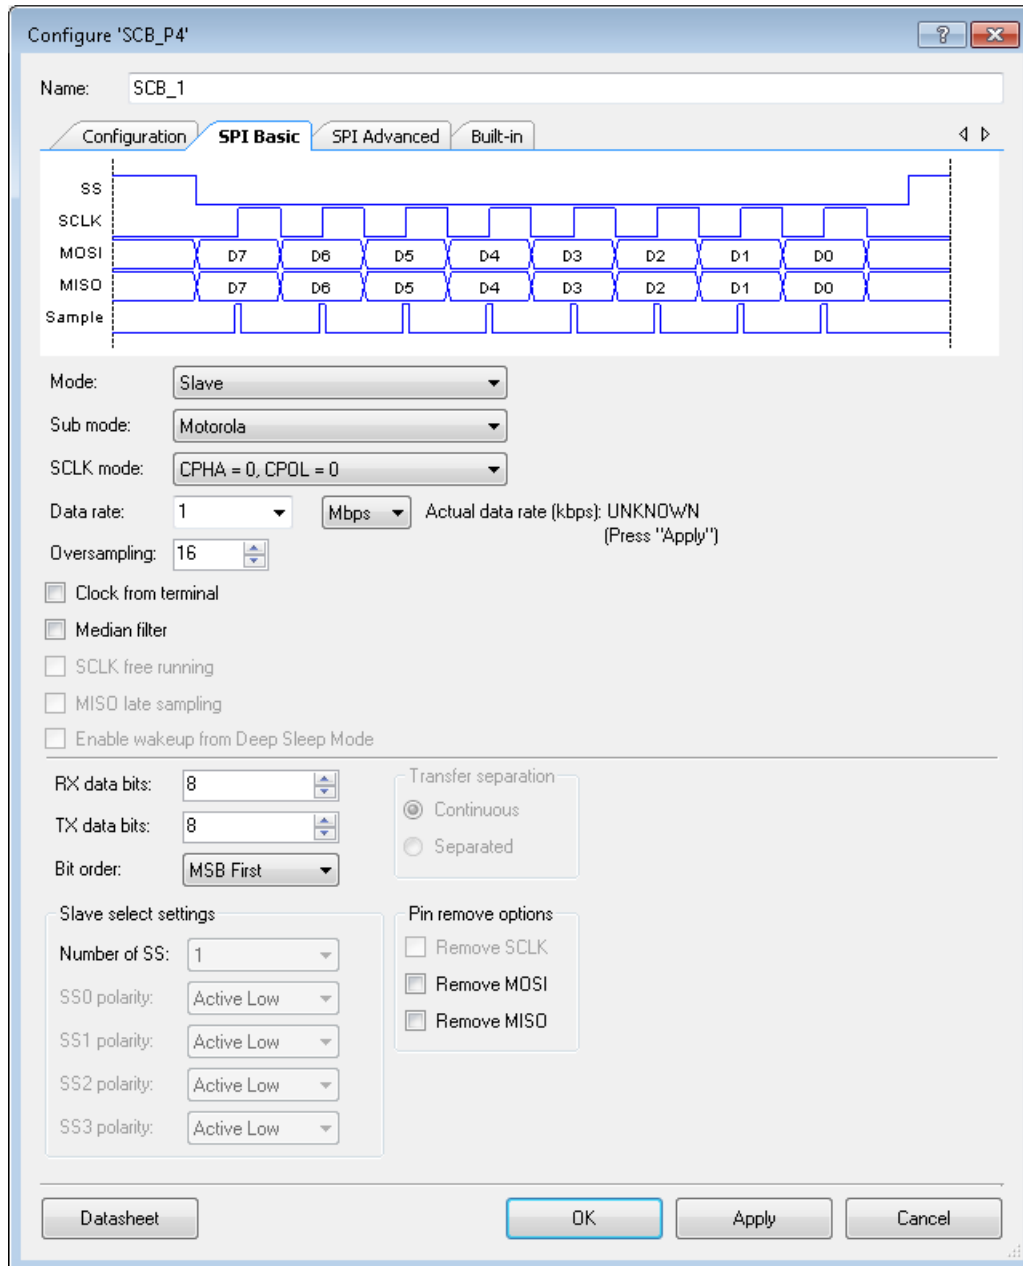 Configure 'SCB_P4'
Name: SCB_1
Configuration SPI Basic SPI Advanced Built-in
SS
SCLK
MOSI D7 D6 D5 D4 D3 D2 D1 D0
MISO D7 D6 D5 D4 D3 D2 D1 D0
Sample
Mode: Slave
Sub mode: Motorola
SCLK mode: CPHA = 0, CPOL = 0
Data rate: 1 Mbps Actual data rate (kbps): UNKNOWN
(Press "Apply")
Oversampling: 16
Clock from terminal
Median filter
SCLK free running
MISO late sampling
Enable wakeup from Deep Sleep Mode
RX data bits: 8
TX data bits: 8
Bit order: MSB First
Transfer separation
Continuous
Separated
Slave select settings
Number of SS: 1
SS0 polarity: Active Low
SS1 polarity: Active Low
SS2 polarity: Active Low
SS3 polarity: Active Low
Pin remove options
Remove SCLK
Remove MOSI
Remove MISO
Datasheet OK Apply Cancel